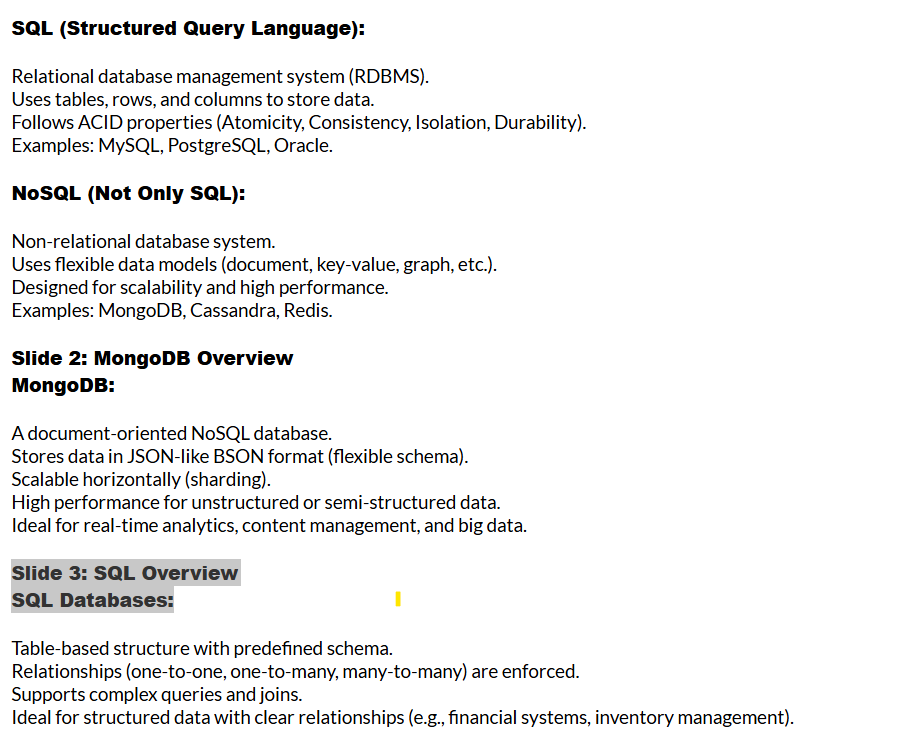 SQL (Structured Query Language):
Relational database management system (RDBMS).
Uses tables, rows, and columns to store data.
Follows ACID properties (Atomicity, Consistency, Isolation, Durability).
Examples: MySQL, PostgreSQL, Oracle.
NoSQL (Not Only SQL):
Non-relational database system.
Uses flexible data models (document, key-value, graph, etc.).
Designed for scalability and high performance.
Examples: MongoDB, Cassandra, Redis.
Slide 2: MongoDB Overview
MongoDB:
A document-oriented NoSQL database.
Stores data in JSON-like BSON format (flexible schema).
Scalable horizontally (sharding).
High performance for unstructured or semi-structured data.
Ideal for real-time analytics, content management, and big data.
Slide 3: SQL Overview
SQL Databases:
Table-based structure with predefined schema.
Relationships (one-to-one, one-to-many, many-to-many) are enforced.
Supports complex queries and joins.
Ideal for structured data with clear relationships (e.g., financial systems, inventory management).